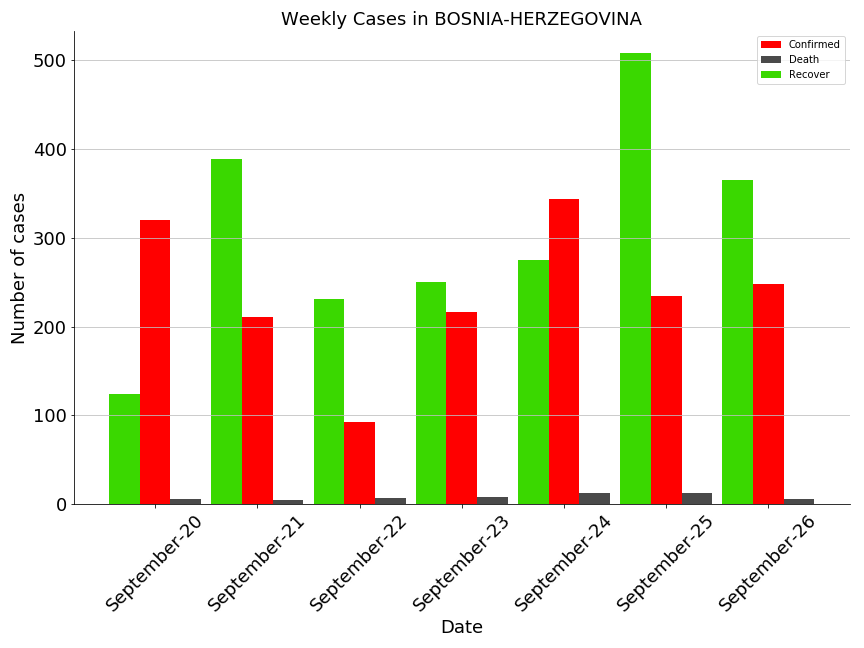 Weekly Cases in BOSNIA-HERZEGOVINA
Confirmed
Death
Recover
Number of cases
500
400
300
200
100
0
September-20
September-21
September-22
September-23
September-24
September-25
September-26
Date